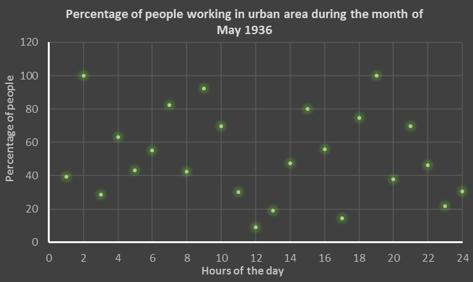 Percentage of people working in urban area during the month of
May 1936
120
100
80
60
40
20
0
Percentage of people
0 2 4 6 8 10 12 14 16 18 20 22 24
Hours of the day